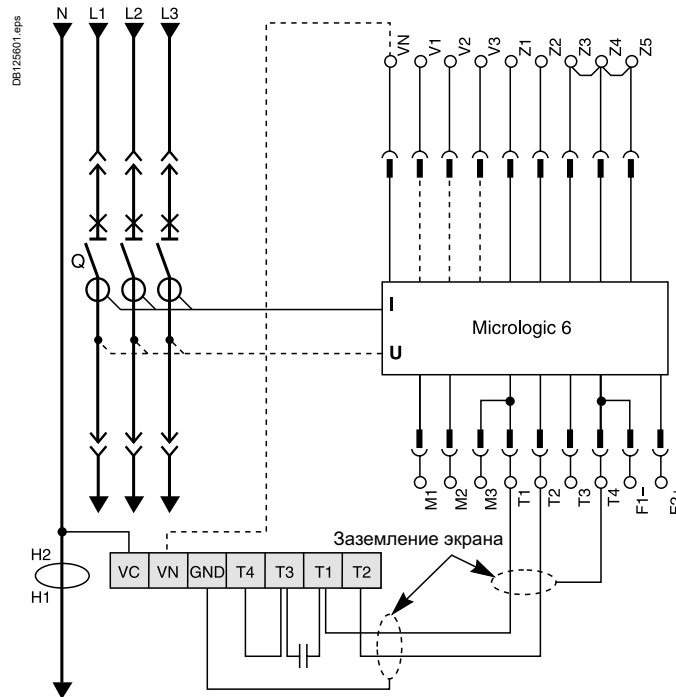 DB125601.eps
N L1 L2 L3
VN V1 V2 V3 Z1 Z2 Z3 Z4 Z5
Q
I
Micrologic 6
U
M1 M2 M3 T1 T2 T3 T4 F1–
Заземление экрана
H2
H1
VC VN GND T4 T3 T1 T2